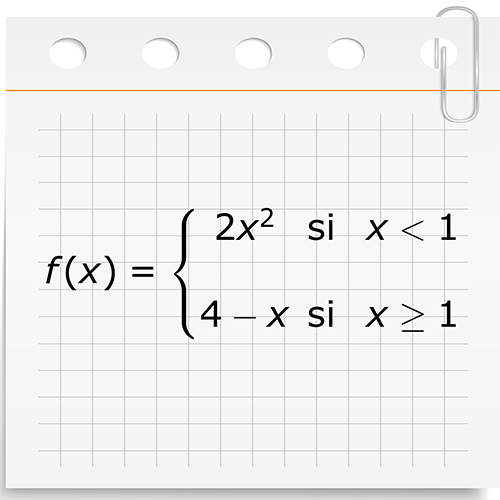 2x² si x < 1
f(x) = {
4 − x si x ≥ 1